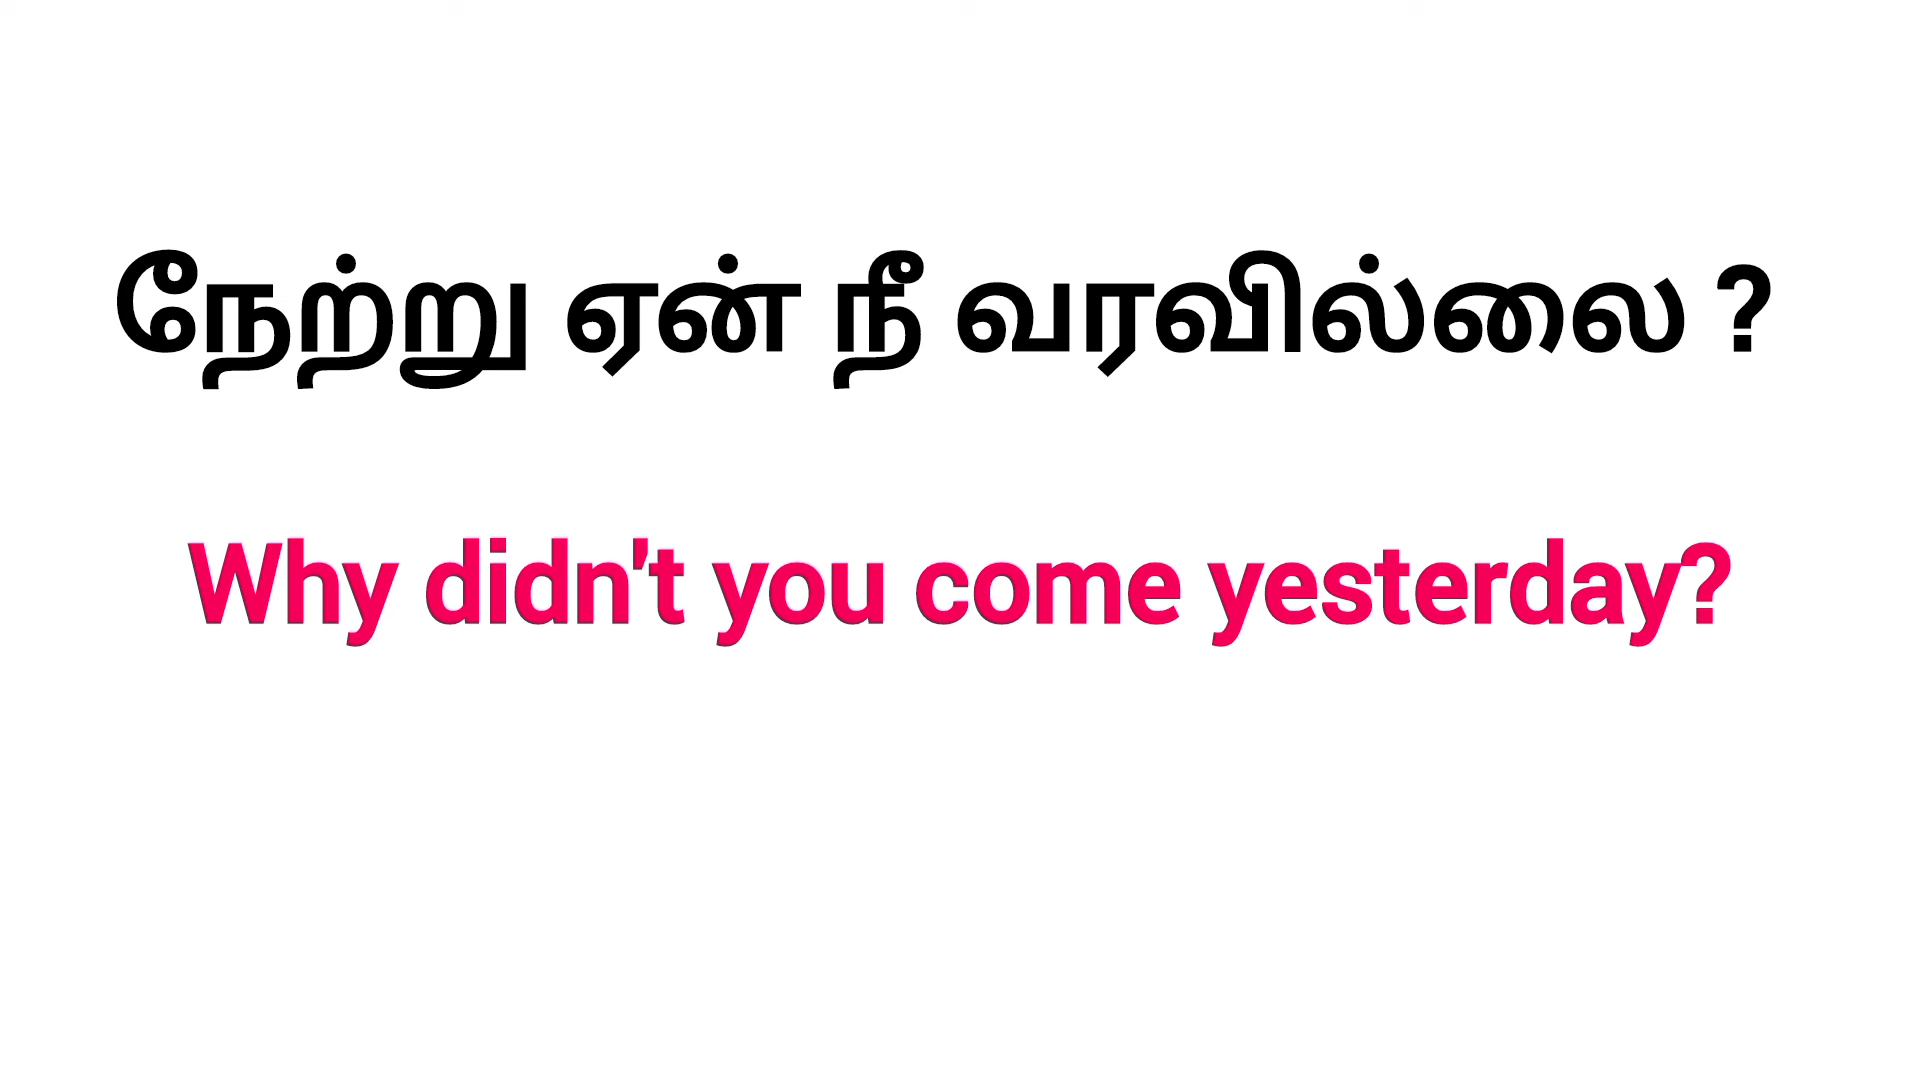 நேற்று ஏன் நீ வரவில்லை ?
Why didn't you come yesterday?